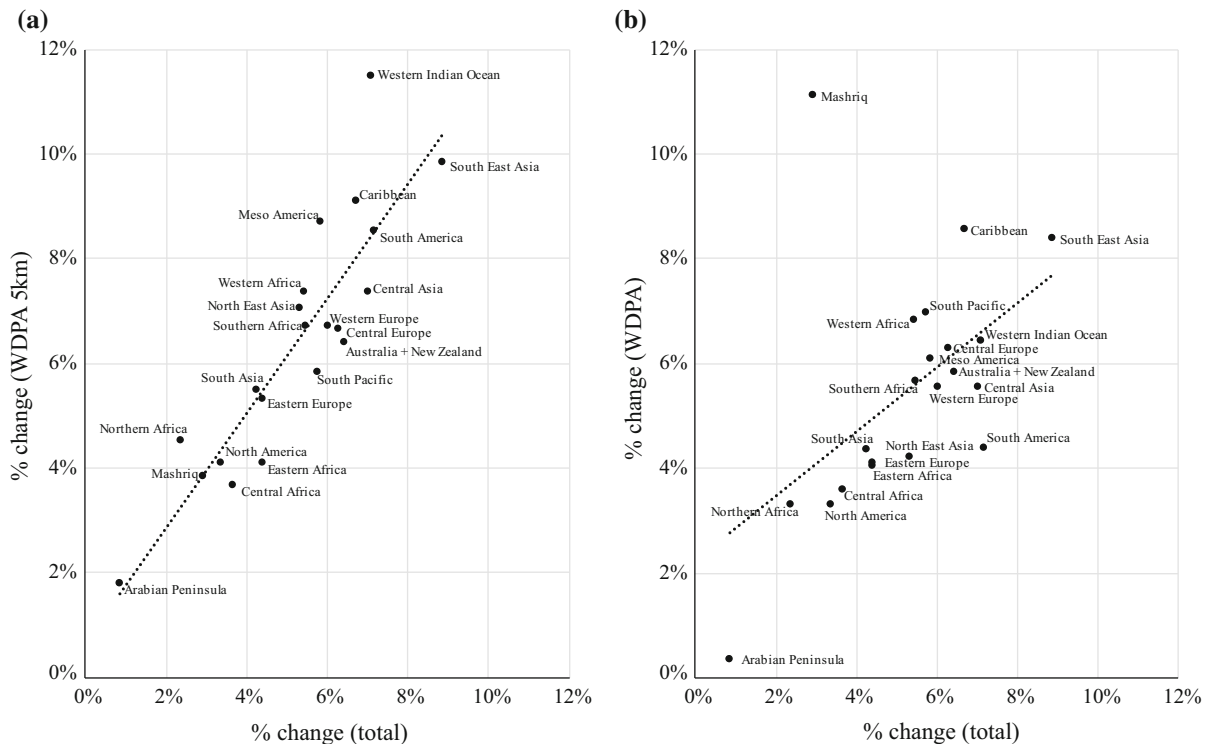 (a)
12%
10%
8%
6%
4%
2%
0%
% change (WDPA 5km)
Western Indian Ocean
South East Asia
Caribbean
Meso America
South America
Western Africa
Central Asia
North East Asia
Western Europe
Southern Africa
Central Europe
Australia + New Zealand
South Asia
South Pacific
Eastern Europe
Northern Africa
North America
Mashriq
Eastern Africa
Central Africa
Arabian Peninsula
0%
2%
4%
6%
8%
10%
12%
% change (total)
(b)
12%
10%
8%
6%
4%
2%
0%
% change (WDPA)
Mashriq
Caribbean
South East Asia
South Pacific
Western Africa
Western Indian Ocean
Central Europe
Meso America
Australia + New Zealand
Southern Africa
Central Asia
Western Europe
South Asia
North East Asia
South America
Eastern Europe
Eastern Africa
Central Africa
Northern Africa
North America
Arabian Peninsula
0%
2%
4%
6%
8%
10%
12%
% change (total)